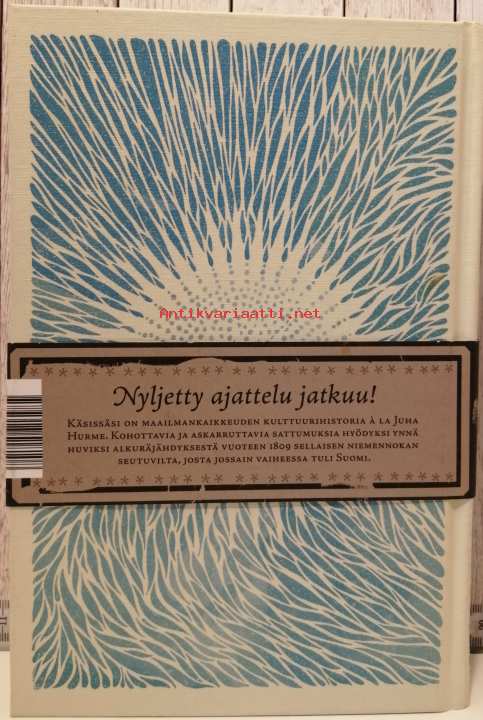 Antikvariaatti.net
Nyljetty ajattelu jatkuu!
Käsissäsi on maailmankaikkeuden kulttuurihistoria à la Juha
Hurme. Kohottavia ja askarruttavia sattumuksia hyödyksi ynnä
huviksi alkuräjähdyksestä vuoteen 1809 sellaisen niemennokan
seutuvilta, josta jossain vaiheessa tuli Suomi.